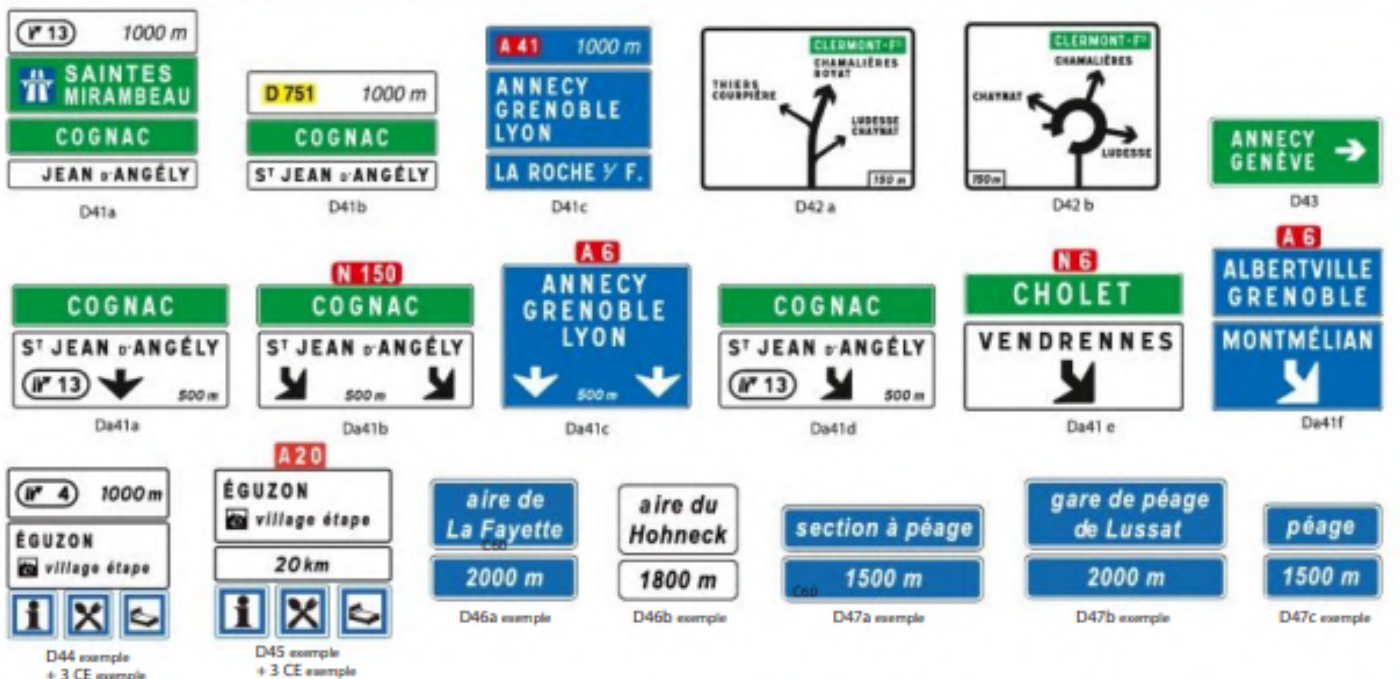 13 1000 m
SAINTES
MIRAMBEAU
COGNAC
JEAN D'ANGÉLY
D41a
D 751 1000 m
COGNAC
ST JEAN D'ANGÉLY
D41b
A 41 1000 m
ANNECY
GRENOBLE
LYON
LA ROCHE S/ F.
D41c
CLERMONT-FD
CHAMALIÈRES
ROYAT
THIERS
COURPIÈRE
LUDESSE
CHAYNAT
150 m
D42 a
CLERMONT-FD
CHAMALIÈRES
CHAYNAT
LUDESSE
150 m
D42 b
ANNECY
GENÈVE
D43
COGNAC
ST JEAN D'ANGÉLY
13 500 m
Da41a
N 150
COGNAC
ST JEAN D'ANGÉLY
500 m
Da41b
A 6
ANNECY
GRENOBLE
LYON
500 m
Da41c
COGNAC
ST JEAN D'ANGÉLY
13 500 m
Da41d
N 6
CHOLET
VENDRENNES
Da41 e
A 6
ALBERTVILLE
GRENOBLE
MONTMÉLIAN
Da41f
4 1000 m
ÉGUZON
village étape
i
D44 exemple
+ 3 CE exemple
A20
ÉGUZON
village étape
20 km
i
D45 exemple
+ 3 CE exemple
aire de
La Fayette
C60
2000 m
D46a exemple
aire du
Hohneck
1800 m
D46b exemple
section à péage
C60 1500 m
D47a exemple
gare de péage
de Lussat
2000 m
D47b exemple
péage
1500 m
D47c exemple